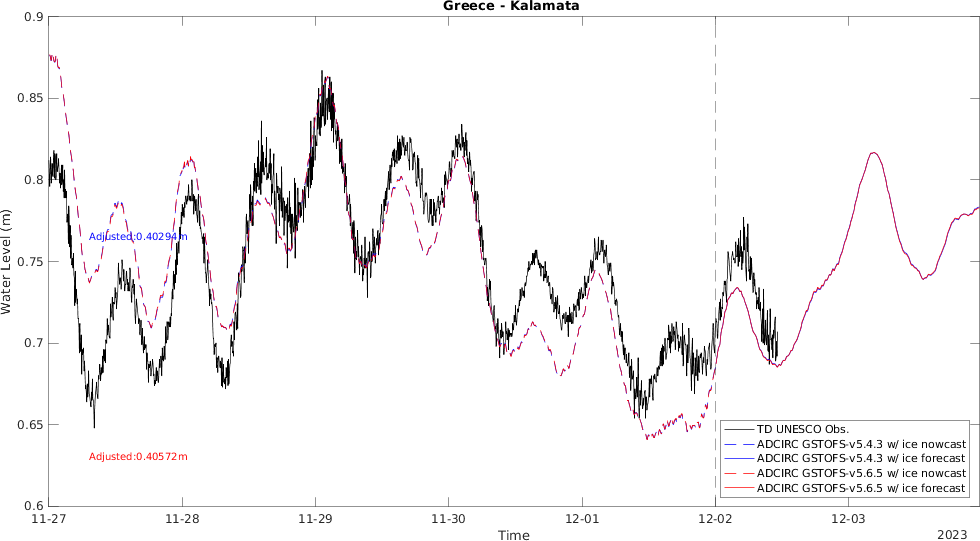 Greece - Kalamata
0.9
0.85
0.8
0.75
0.7
0.65
0.6
Water Level (m)
Adjusted:0.40294m
Adjusted:0.40572m
TD UNESCO Obs.
ADCIRC GSTOFS-v5.4.3 w/ ice nowcast
ADCIRC GSTOFS-v5.4.3 w/ ice forecast
ADCIRC GSTOFS-v5.6.5 w/ ice nowcast
ADCIRC GSTOFS-v5.6.5 w/ ice forecast
11-27 11-28 11-29 11-30 12-01 12-02 12-03
Time
2023